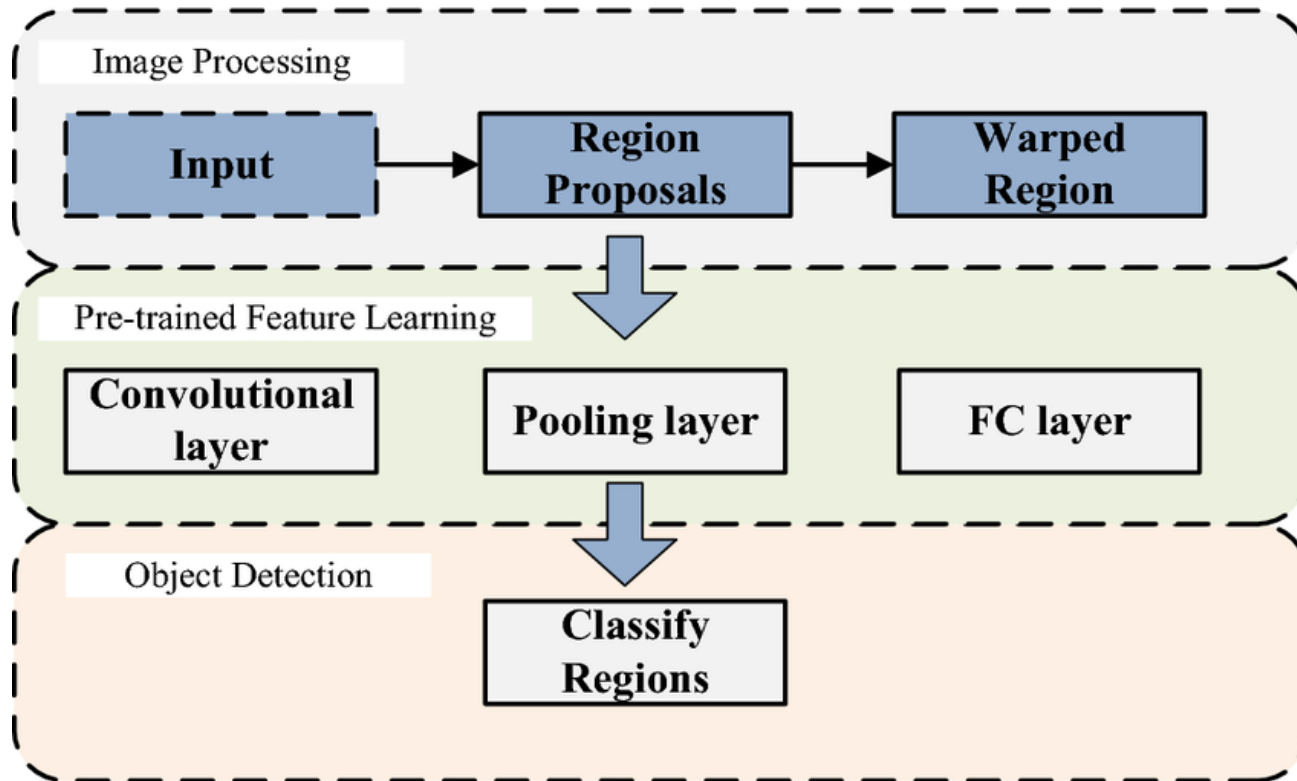 Image Processing
Input
Region
Proposals
Warped
Region
Pre-trained Feature Learning
Convolutional
layer
Pooling layer
FC layer
Object Detection
Classify
Regions